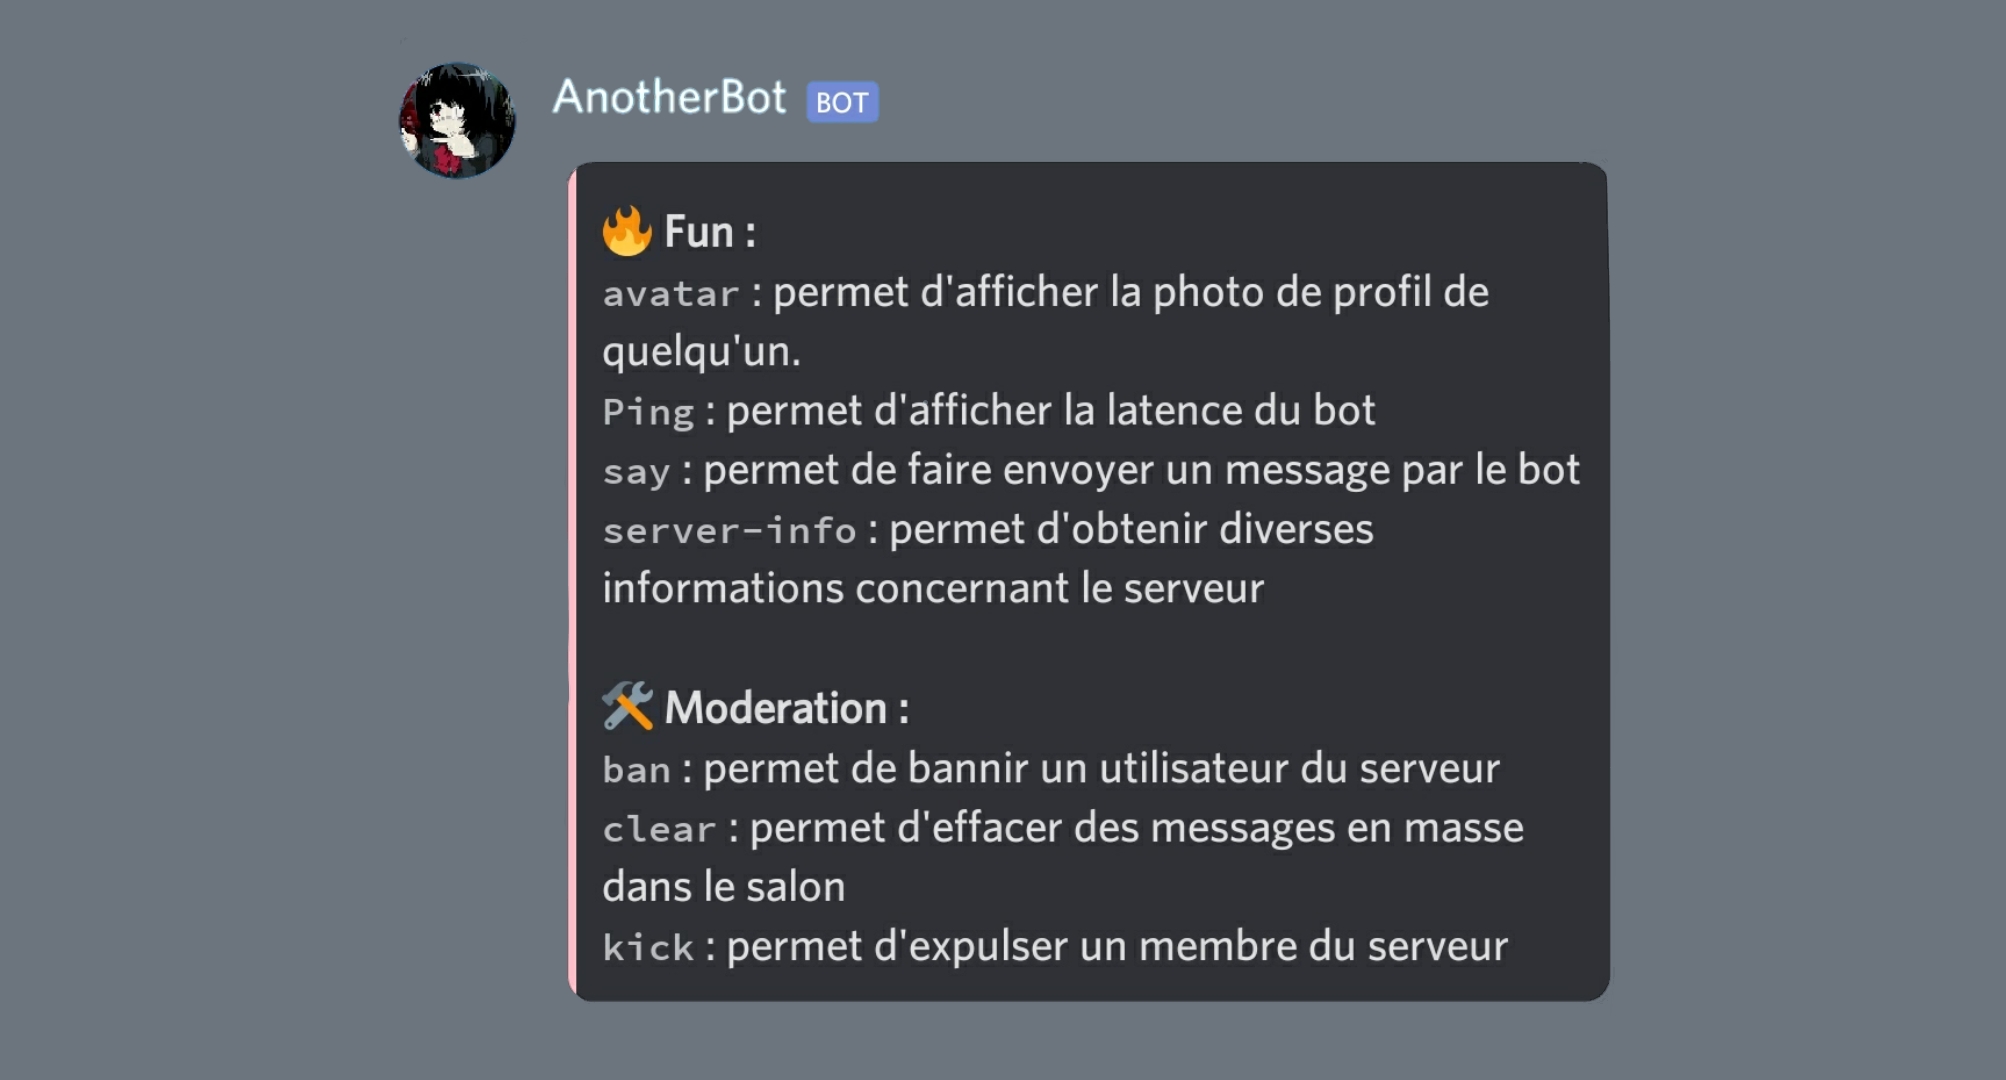 AnotherBot BOT
🔥 Fun :
avatar : permet d'afficher la photo de profil de
quelqu'un.
Ping : permet d'afficher la latence du bot
say : permet de faire envoyer un message par le bot
server-info : permet d'obtenir diverses
informations concernant le serveur
🛠 Moderation :
ban : permet de bannir un utilisateur du serveur
clear : permet d'effacer des messages en masse
dans le salon
kick : permet d'expulser un membre du serveur